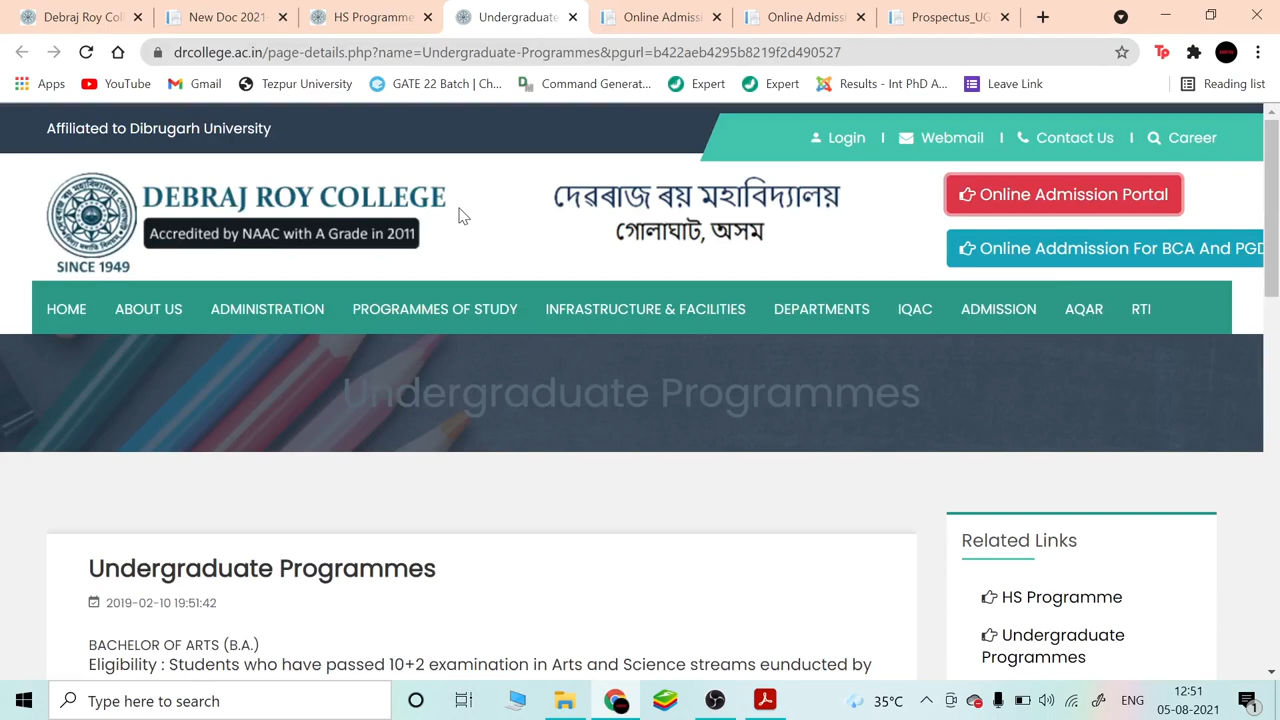 Debraj Roy Col
New Doc 2021
HS Programme
Undergraduate
Online Admissi
Online Admissi
Prospectus_UG
drcollege.ac.in/page-details.php?name=Undergraduate-Programmes&pgurl=b422aeb4295b8219f2d490527
Apps
YouTube
Gmail
Tezpur University
GATE 22 Batch | Ch...
Command Generat...
Expert
Expert
Results - Int PhD A...
Leave Link
Reading list
Affiliated to Dibrugarh University
Login
Webmail
Contact Us
Career
DEBRAJ ROY COLLEGE
Accredited by NAAC with A Grade in 2011
SINCE 1949
দেৱৰাজ ৰয় মহাবিদ্যালয়
গোলাঘাট, অসম
Online Admission Portal
Online Addmission For BCA And PGD
HOME
ABOUT US
ADMINISTRATION
PROGRAMMES OF STUDY
INFRASTRUCTURE & FACILITIES
DEPARTMENTS
IQAC
ADMISSION
AQAR
RTI
Undergraduate Programmes
Undergraduate Programmes
2019-02-10 19:51:42
BACHELOR OF ARTS (B.A.)
Eligibility : Students who have passed 10+2 examination in Arts and Science streams eunducted by
Related Links
HS Programme
Undergraduate
Programmes
Type here to search
35°C
ENG
12:51
05-08-2021